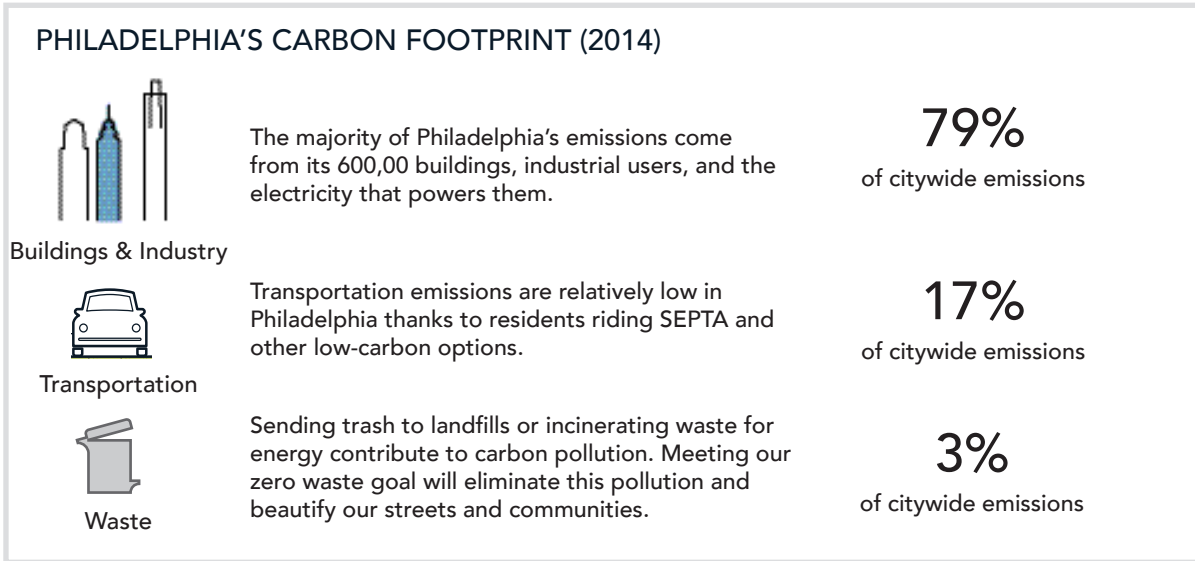 PHILADELPHIA'S CARBON FOOTPRINT (2014)
The majority of Philadelphia's emissions come
from its 600,00 buildings, industrial users, and the
electricity that powers them.
79%
of citywide emissions
Buildings & Industry
Transportation emissions are relatively low in
Philadelphia thanks to residents riding SEPTA and
other low-carbon options.
17%
of citywide emissions
Transportation
Sending trash to landfills or incinerating waste for
energy contribute to carbon pollution. Meeting our
zero waste goal will eliminate this pollution and
beautify our streets and communities.
3%
of citywide emissions
Waste